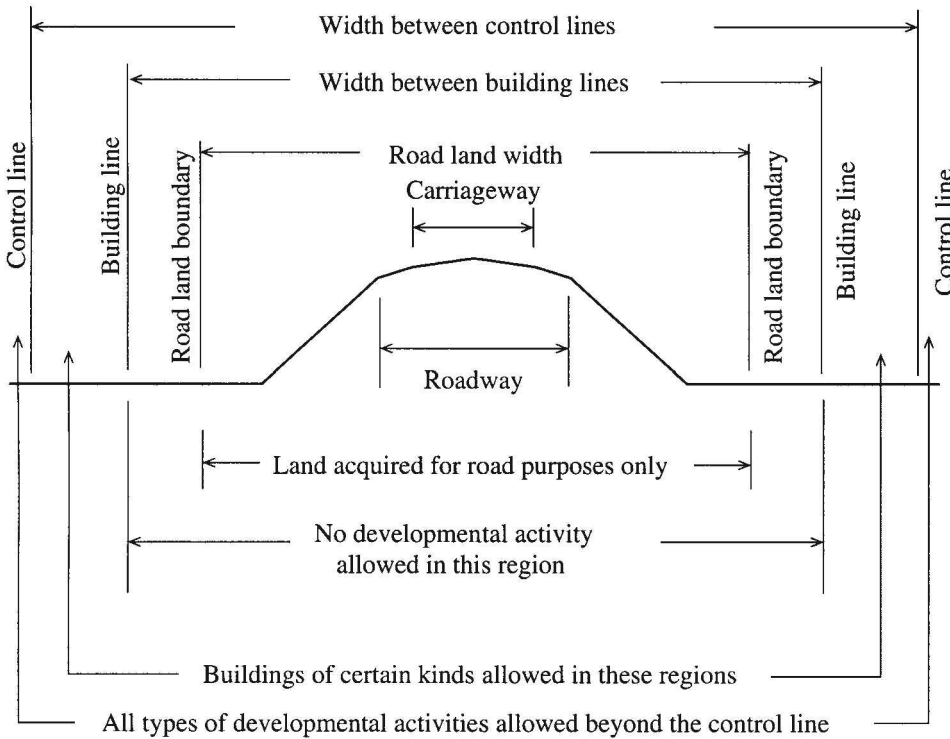 Width between control lines
Width between building lines
Road land width
Carriageway
Control line
Building line
Road land boundary
Road land boundary
Building line
Control line
Roadway
Land acquired for road purposes only
No developmental activity
allowed in this region
Buildings of certain kinds allowed in these regions
All types of developmental activities allowed beyond the control line